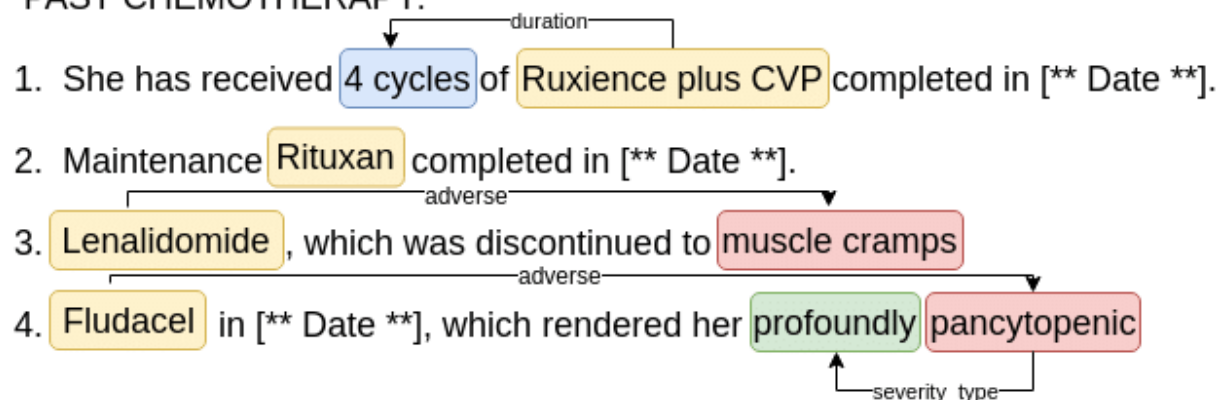 PAST CHEMOTHERAPY:
duration
1. She has received 4 cycles of Ruxience plus CVP completed in [** Date **].
2. Maintenance Rituxan completed in [** Date **].
adverse
3. Lenalidomide , which was discontinued to muscle cramps
adverse
4. Fludacel in [** Date **], which rendered her profoundly pancytopenic
severity_type